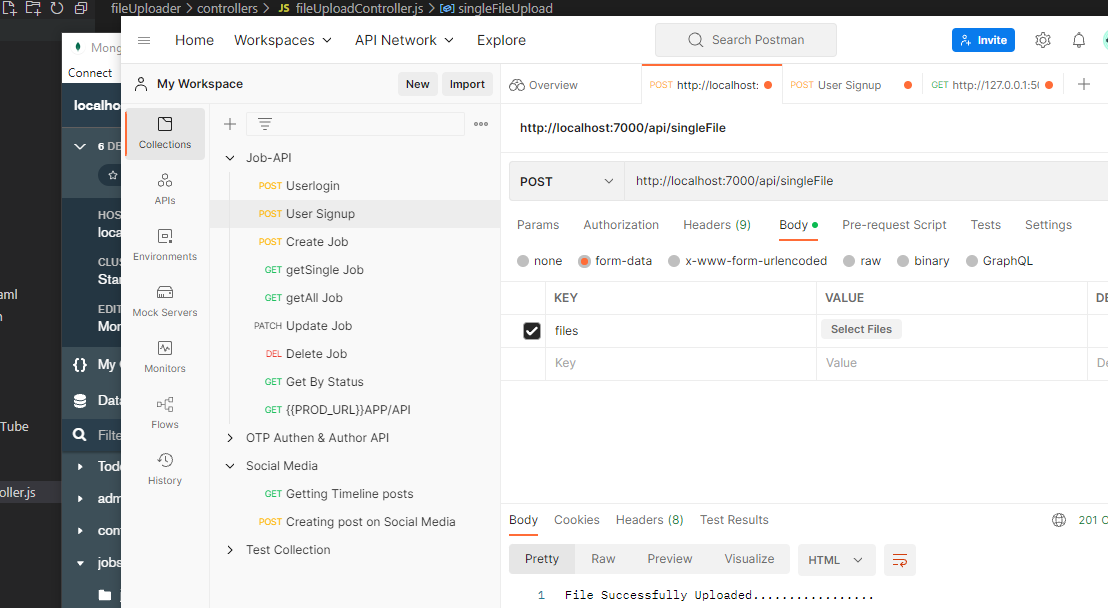 fileUploader > controllers > JS fileUploadController.js > singleFileUpload
Mong
Connect
localho
6 DB
HOS
loca
CLUS
Stan
EDIT
Mon
{} My
Data
Filte
Todo
adm
con
jobs
aml
n
Tube
oller.js
Home Workspaces API Network Explore
Search Postman
Invite
My Workspace
New Import
Collections
APIs
Environments
Mock Servers
Monitors
Flows
History
Job-API
POST Userlogin
POST User Signup
POST Create Job
GET getSingle Job
GET getAll Job
PATCH Update Job
DEL Delete Job
GET Get By Status
GET {{PROD_URL}}APP/API
OTP Authen & Author API
Social Media
GET Getting Timeline posts
POST Creating post on Social Media
Test Collection
Overview
POST http://localhost:
POST User Signup
GET http://127.0.0.1:50
http://localhost:7000/api/singleFile
POST http://localhost:7000/api/singleFile
Params Authorization Headers (9) Body Pre-request Script Tests Settings
none form-data x-www-form-urlencoded raw binary GraphQL
KEY VALUE DE
files Select Files
Key Value De
Body Cookies Headers (8) Test Results
201 C
Pretty Raw Preview Visualize HTML
1 File Successfully Uploaded.................